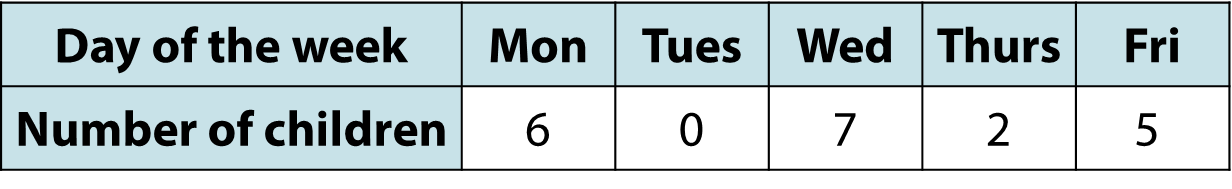 Day of the week Mon Tues Wed Thurs Fri
Number of children 6 0 7 2 5